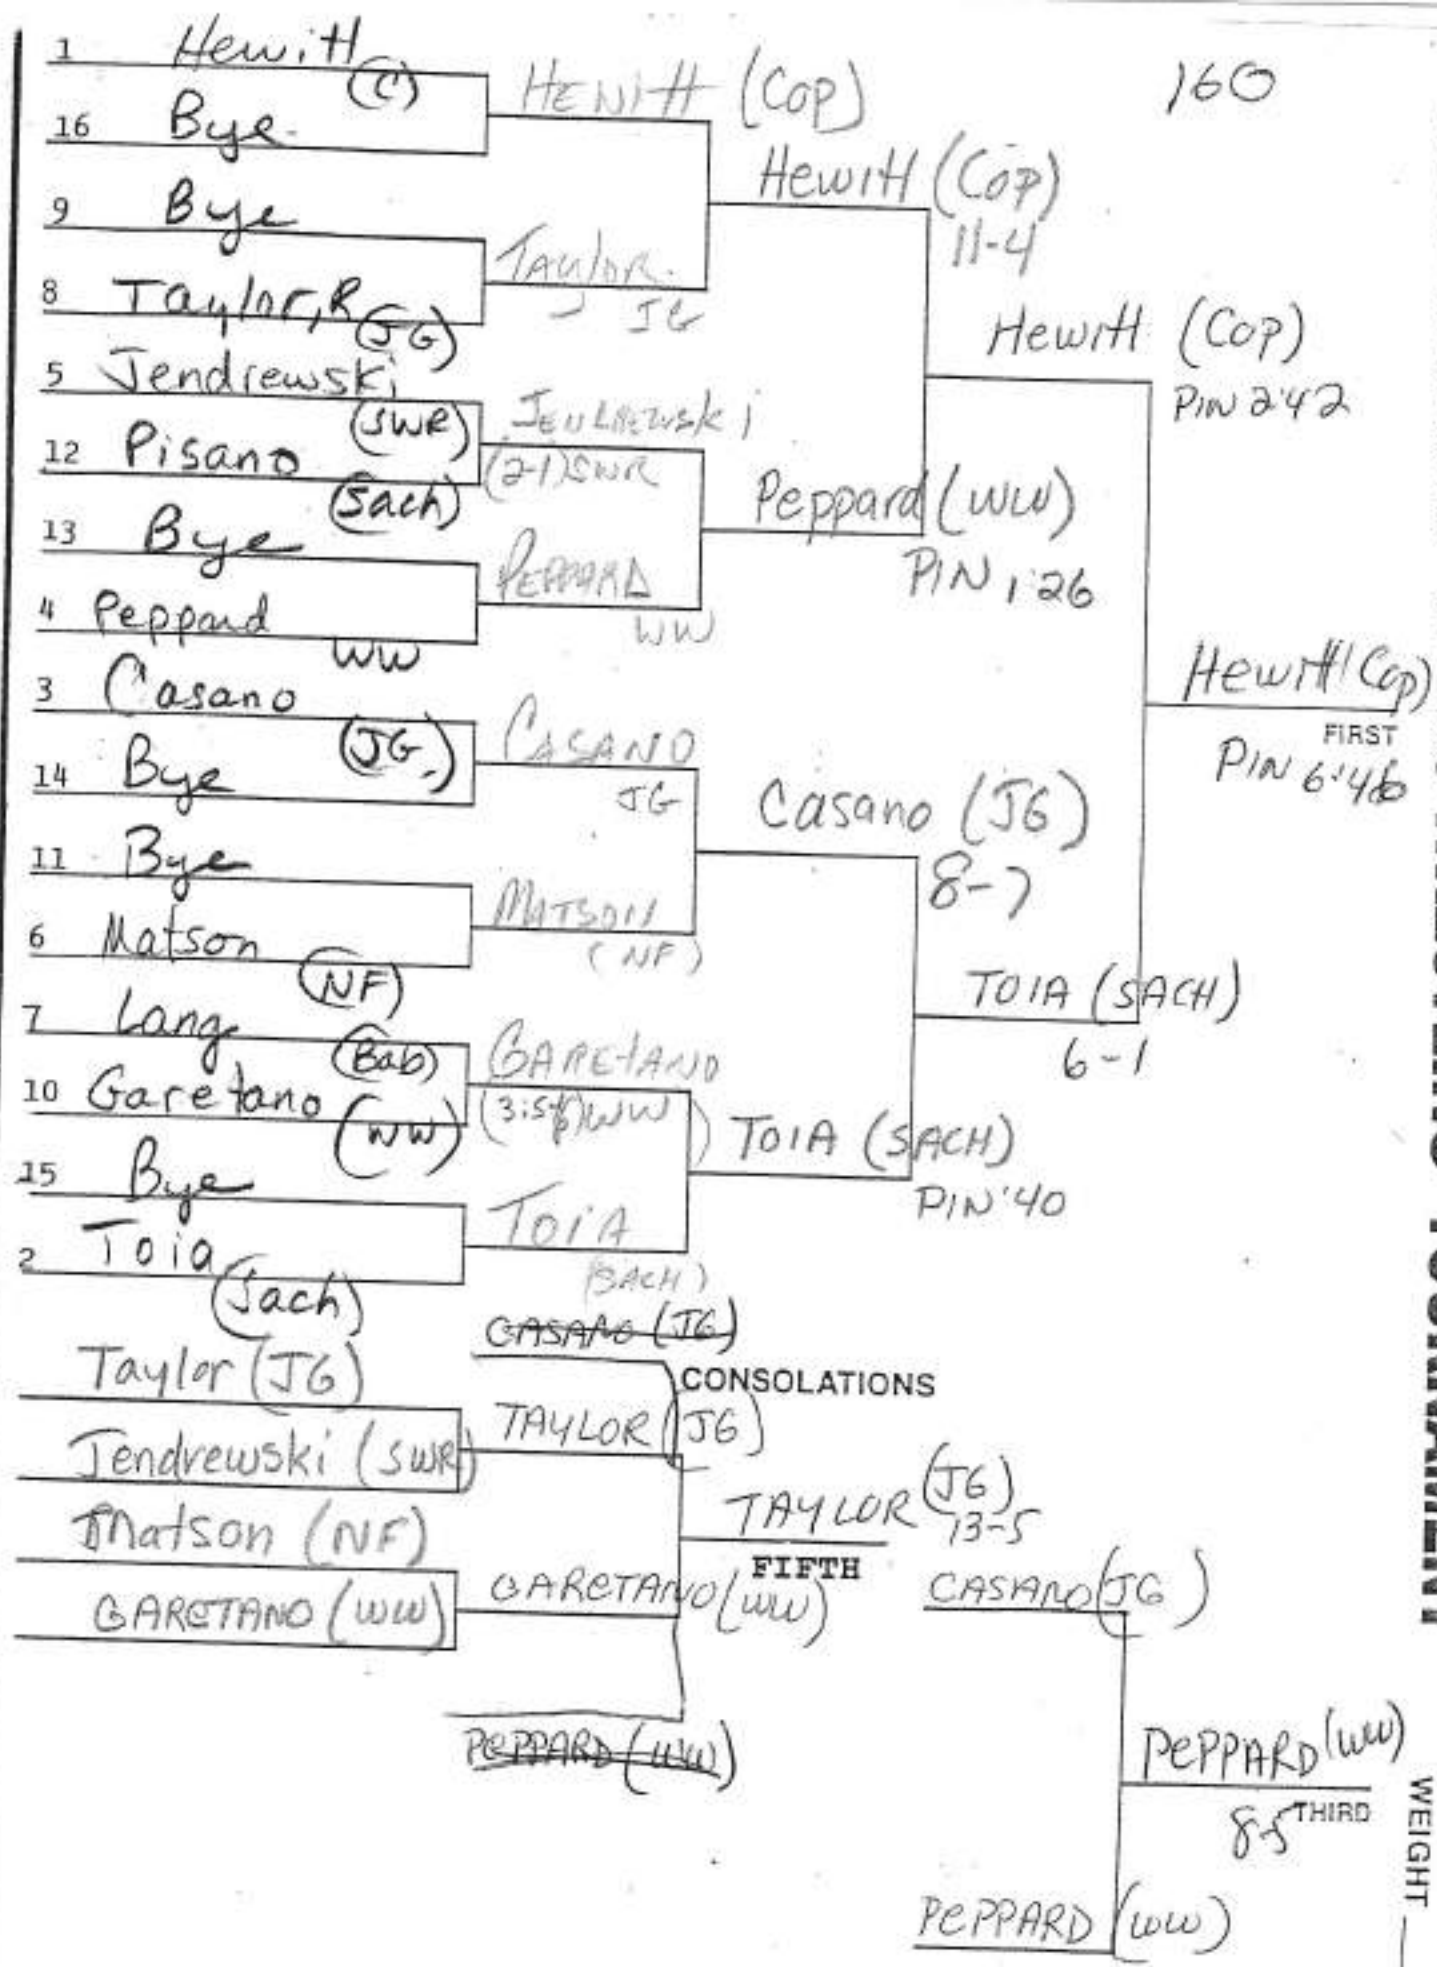 160
1 Hewitt (C)
16 Bye
9 Bye
8 Taylor, R (JG)
5 Jendrewski (SWR)
12 Pisano (Sach)
13 Bye
4 Peppard WW
3 Casano (JG.)
14 Bye
11 Bye
6 Matson (NF)
7 Lang (Bab)
10 Garetano (WW)
15 Bye
2 Toia (Sach)
HEWITT (Cop)
TAYLOR JG
JENDREWSKI
(2-1) SWR
PEPPARD
WW
CASANO
JG
MATSON
(NF)
GARETANO
WW
TOIA
(SACH)
Hewitt (Cop)
11-4
Peppard (WW)
PIN 1:26
Casano (JG)
8-7
TOIA (SACH)
PIN :40
Hewitt (Cop)
PIN 2:42
TOIA (SACH)
6-1
Hewitt (Cop)
FIRST
PIN 6:46
CASANO (JG)
CONSOLATIONS
Taylor (JG)
Jendrewski (SWR)
Matson (NF)
GARETANO (WW)
TAYLOR (JG)
GARETANO (WW)
PEPPARD (WW)
TAYLOR (JG)
13-5
FIFTH
CASANO (JG)
PEPPARD (WW)
PEPPARD (WW)
8-5 THIRD
WEIGHT